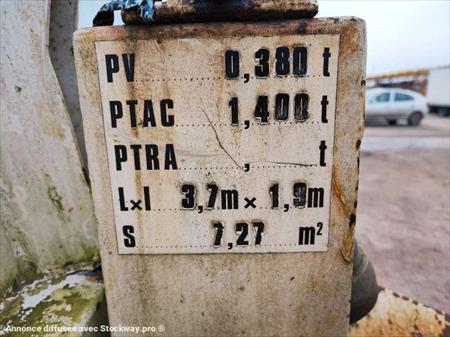 PV 0,380 t
PTAC 1,400 t
PTRA , t
L×l 3,7m × 1,9m
S 7,27 m²
Annonce diffusée avec Stockway.pro ®